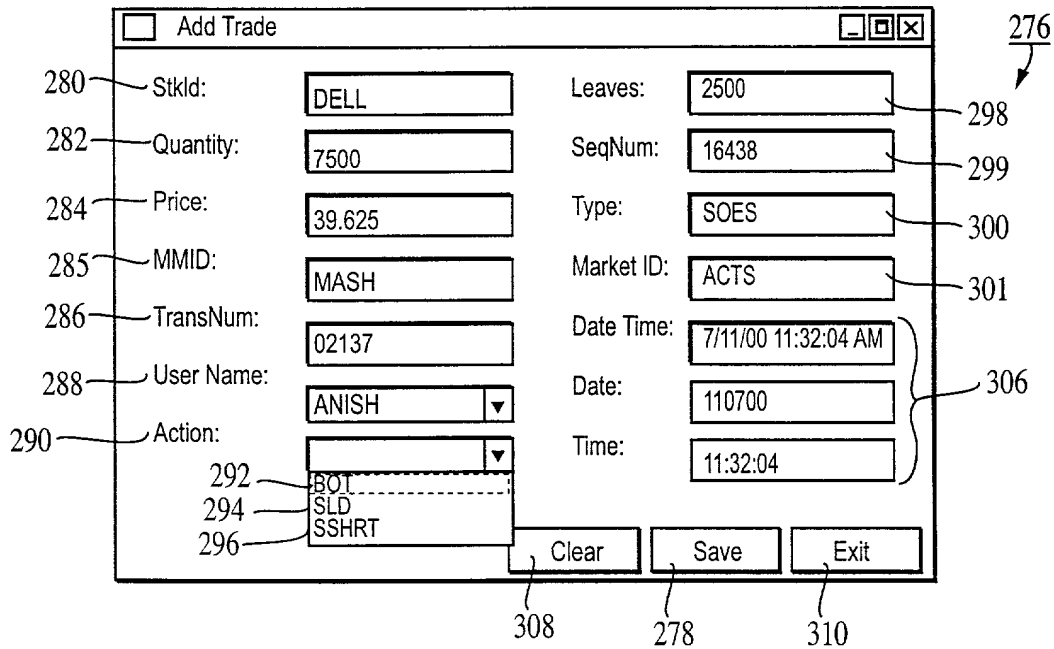 Add Trade
276
280 StkId: DELL Leaves: 2500 298
282 Quantity: 7500 SeqNum: 16438 299
284 Price: 39.625 Type: SOES 300
285 MMID: MASH Market ID: ACTS 301
286 TransNum: 02137 Date Time: 7/11/00 11:32:04 AM
288 User Name: ANISH Date: 110700 306
290 Action: Time: 11:32:04
292 BOT
294 SLD
296 SSHRT
Clear Save Exit
308 278 310